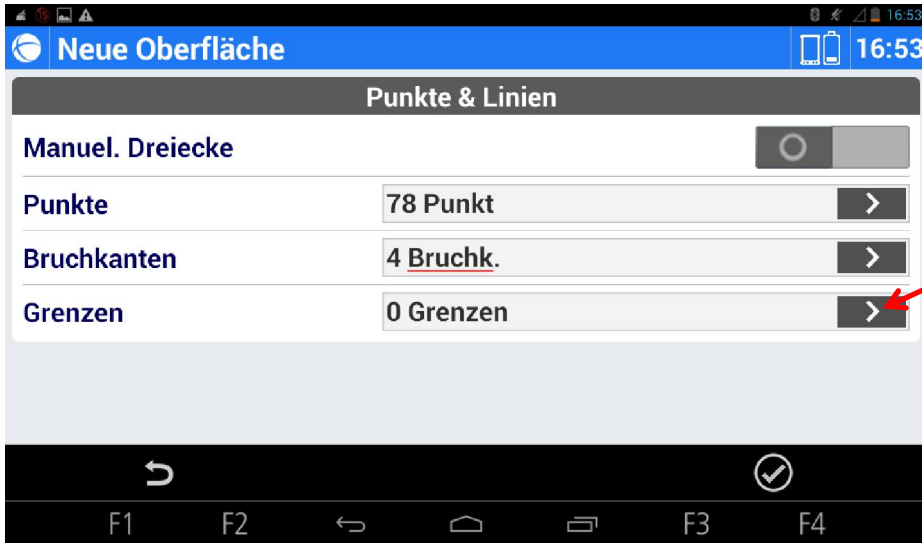 15 16:53
Neue Oberfläche 16:53
Punkte & Linien
Manuel. Dreiecke
Punkte 78 Punkt
Bruchkanten 4 Bruchk.
Grenzen 0 Grenzen
F1 F2 F3 F4